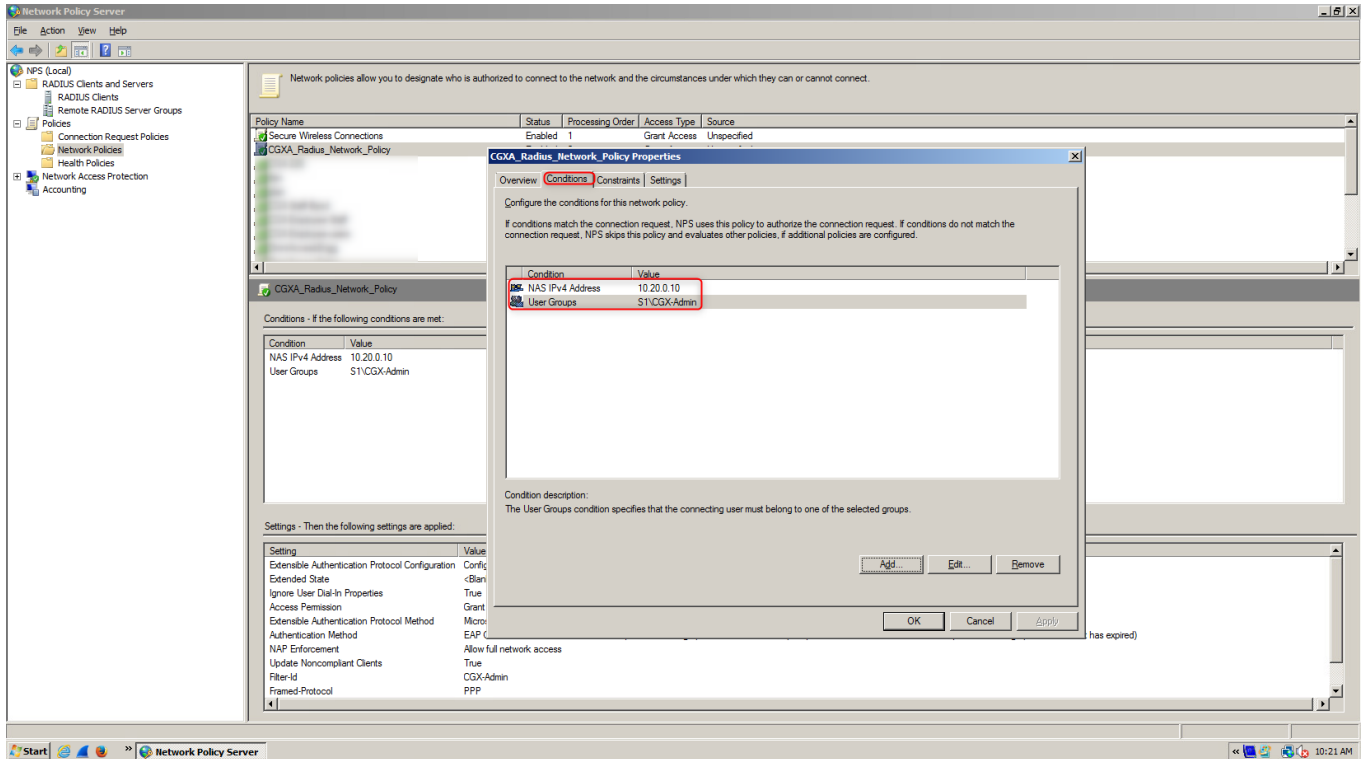 Network Policy Server
File Action View Help
NPS (Local)
RADIUS Clients and Servers
RADIUS Clients
Remote RADIUS Server Groups
Policies
Connection Request Policies
Network Policies
Health Policies
Network Access Protection
Accounting
Network policies allow you to designate who is authorized to connect to the network and the circumstances under which they can or cannot connect.
Policy Name Status Processing Order Access Type Source
Secure Wireless Connections Enabled 1 Grant Access Unspecified
CGXA_Radius_Network_Policy
CGXA_Radius_Network_Policy Properties
Overview Conditions Constraints Settings
Configure the conditions for this network policy.
If conditions match the connection request, NPS uses this policy to authorize the connection request. If conditions do not match the
connection request, NPS skips this policy and evaluates other policies, if additional policies are configured.
Condition Value
NAS IPv4 Address 10.20.0.10
User Groups S1\CGX-Admin
Condition description:
The User Groups condition specifies that the connecting user must belong to one of the selected groups.
Add... Edit... Remove
OK Cancel Apply
CGXA_Radius_Network_Policy
Conditions - If the following conditions are met:
Condition Value
NAS IPv4 Address 10.20.0.10
User Groups S1\CGX-Admin
Settings - Then the following settings are applied:
Setting Value
Extensible Authentication Protocol Configuration Config
Extended State <Blan
Ignore User Dial-In Properties True
Access Permission Grant
Extensible Authentication Protocol Method Micro
Authentication Method EAP has expired)
NAP Enforcement Allow full network access
Update Noncompliant Clients True
Filter-Id CGX-Admin
Framed-Protocol PPP
Start Network Policy Server 10:21 AM